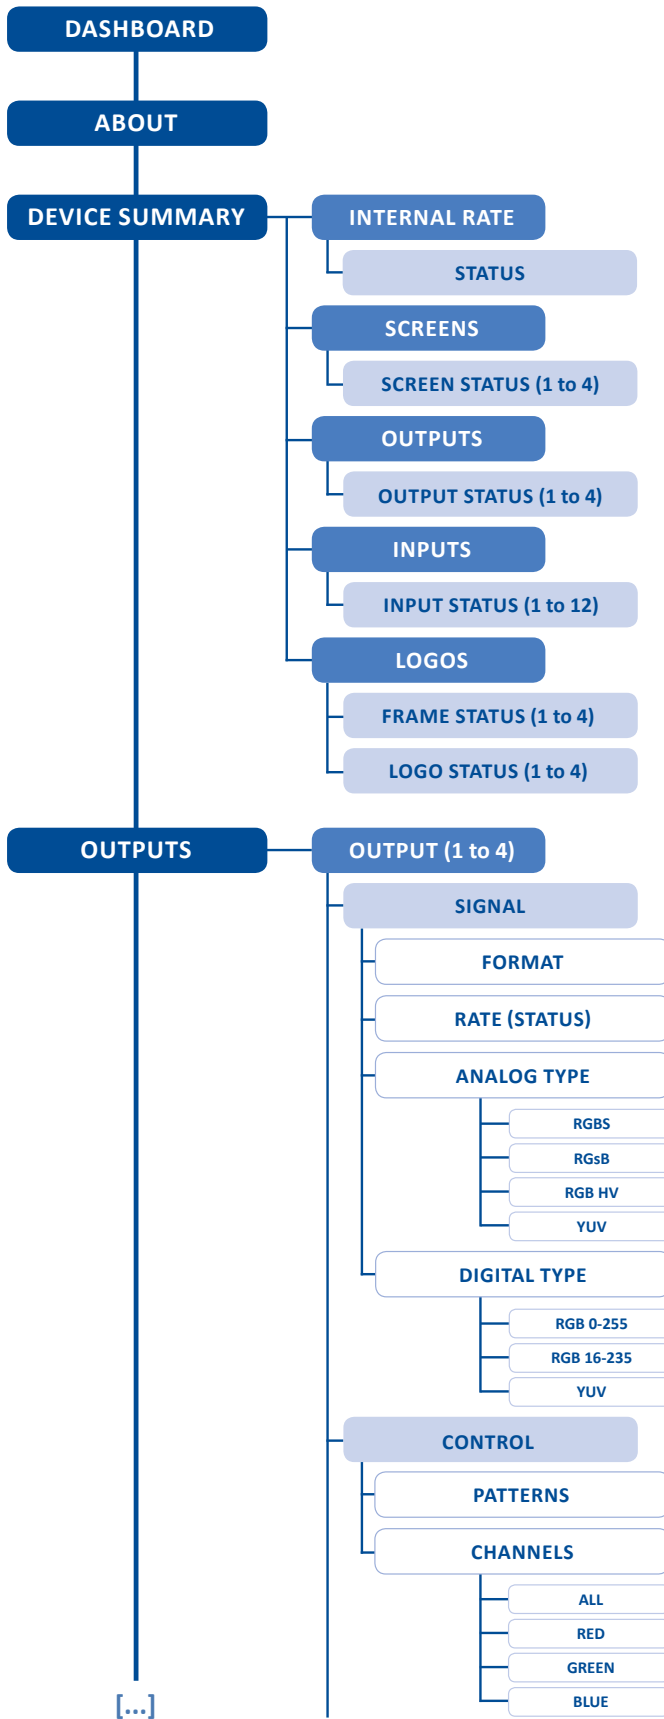 DASHBOARD
ABOUT
DEVICE SUMMARY
INTERNAL RATE
STATUS
SCREENS
SCREEN STATUS (1 to 4)
OUTPUTS
OUTPUT STATUS (1 to 4)
INPUTS
INPUT STATUS (1 to 12)
LOGOS
FRAME STATUS (1 to 4)
LOGO STATUS (1 to 4)
OUTPUTS
OUTPUT (1 to 4)
SIGNAL
FORMAT
RATE (STATUS)
ANALOG TYPE
RGBS
RGsB
RGB HV
YUV
DIGITAL TYPE
RGB 0-255
RGB 16-235
YUV
CONTROL
PATTERNS
CHANNELS
ALL
RED
GREEN
BLUE
[...]